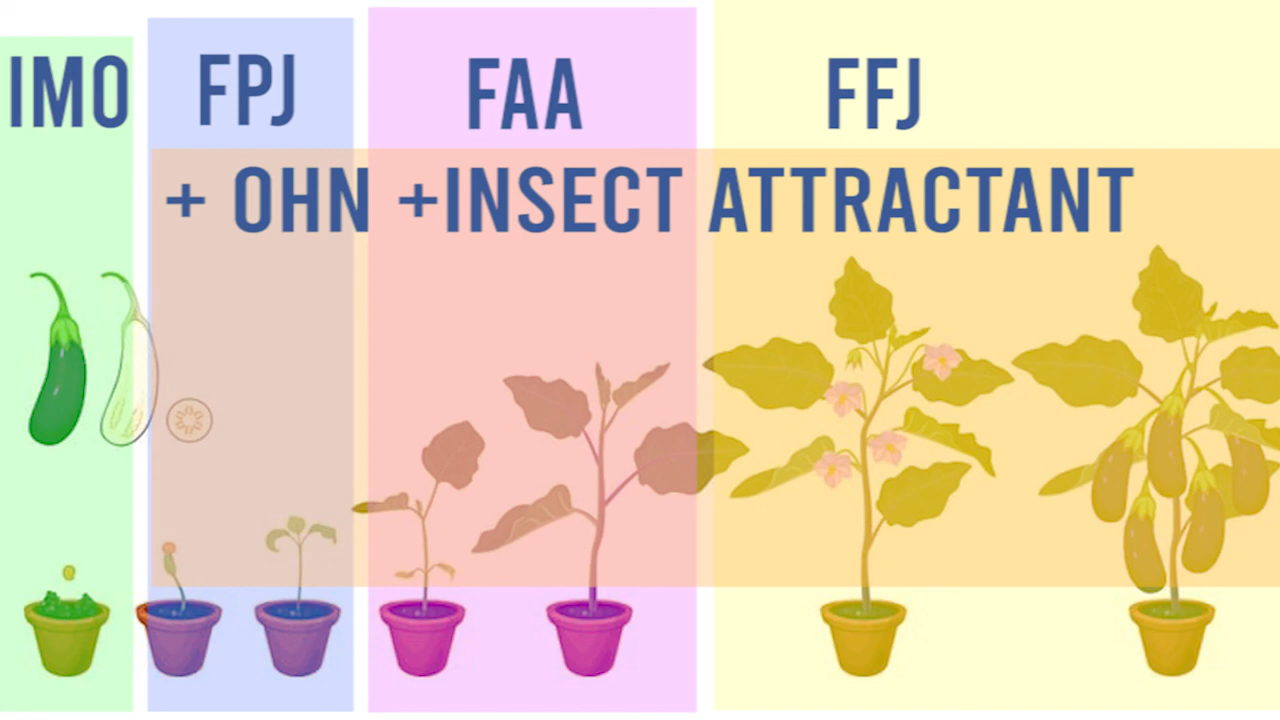 IMO FPJ FAA FFJ
+ OHN +INSECT ATTRACTANT